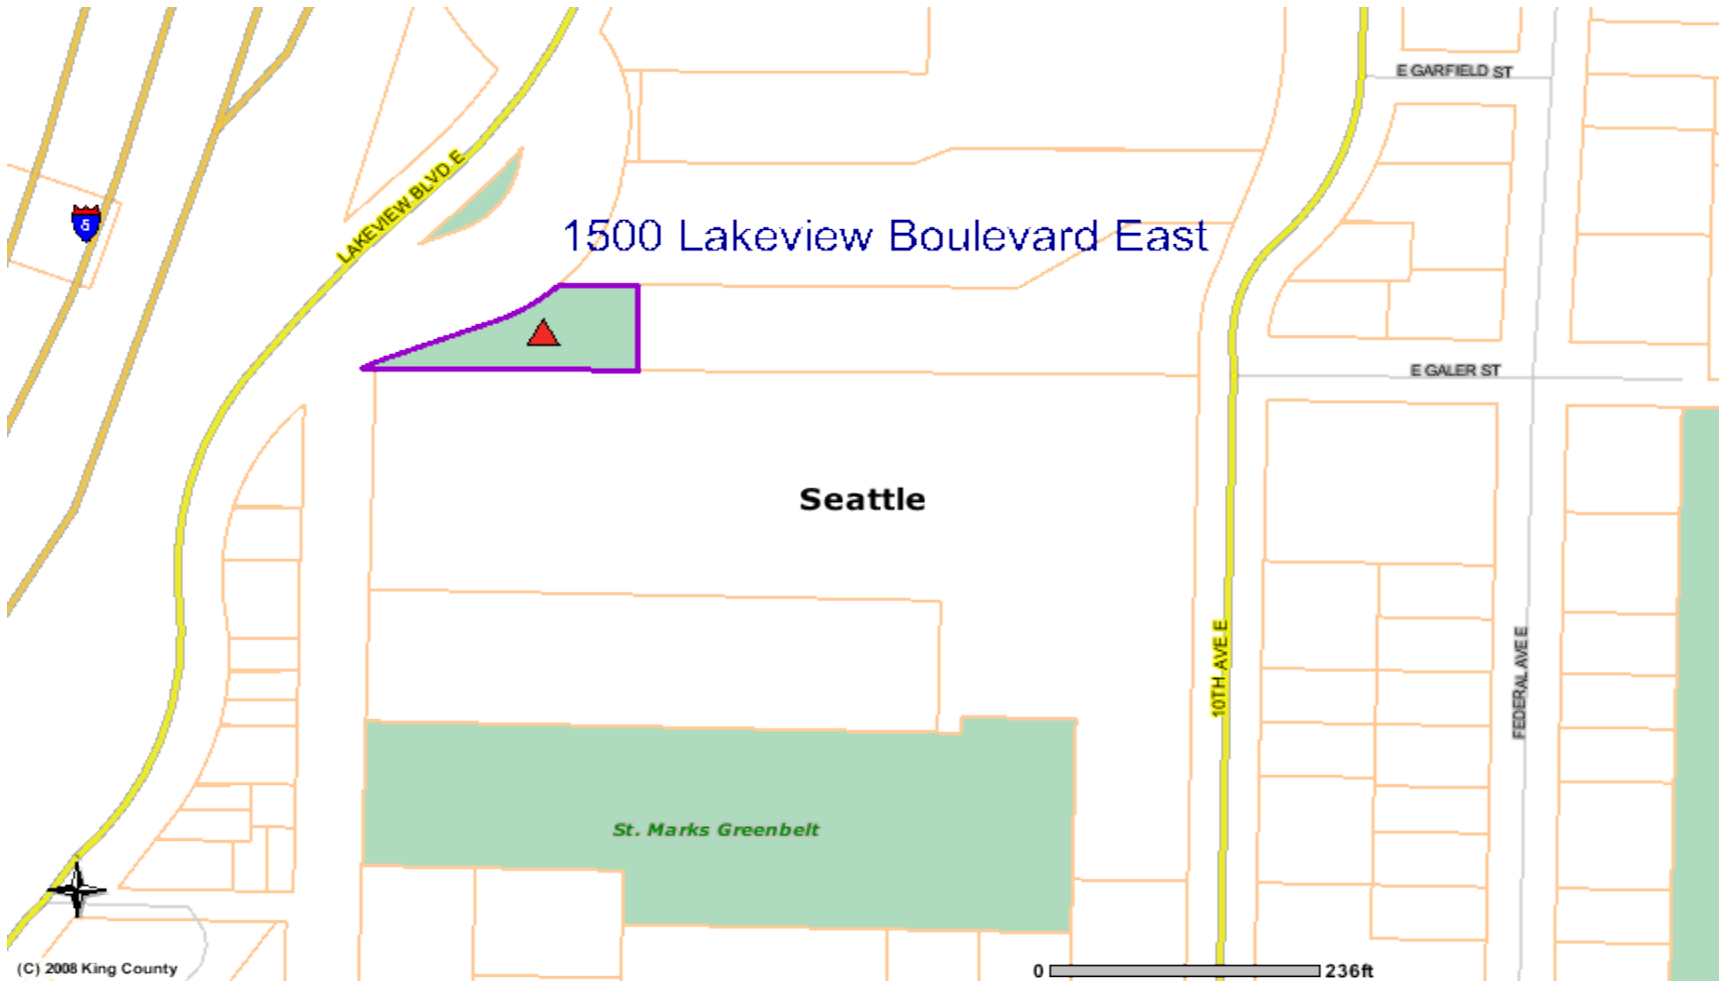 E GARFIELD ST
LAKEVIEW BLVD E
5
1500 Lakeview Boulevard East
E GALER ST
Seattle
10TH AVE E
FEDERAL AVE E
St. Marks Greenbelt
(C) 2008 King County
0 236ft